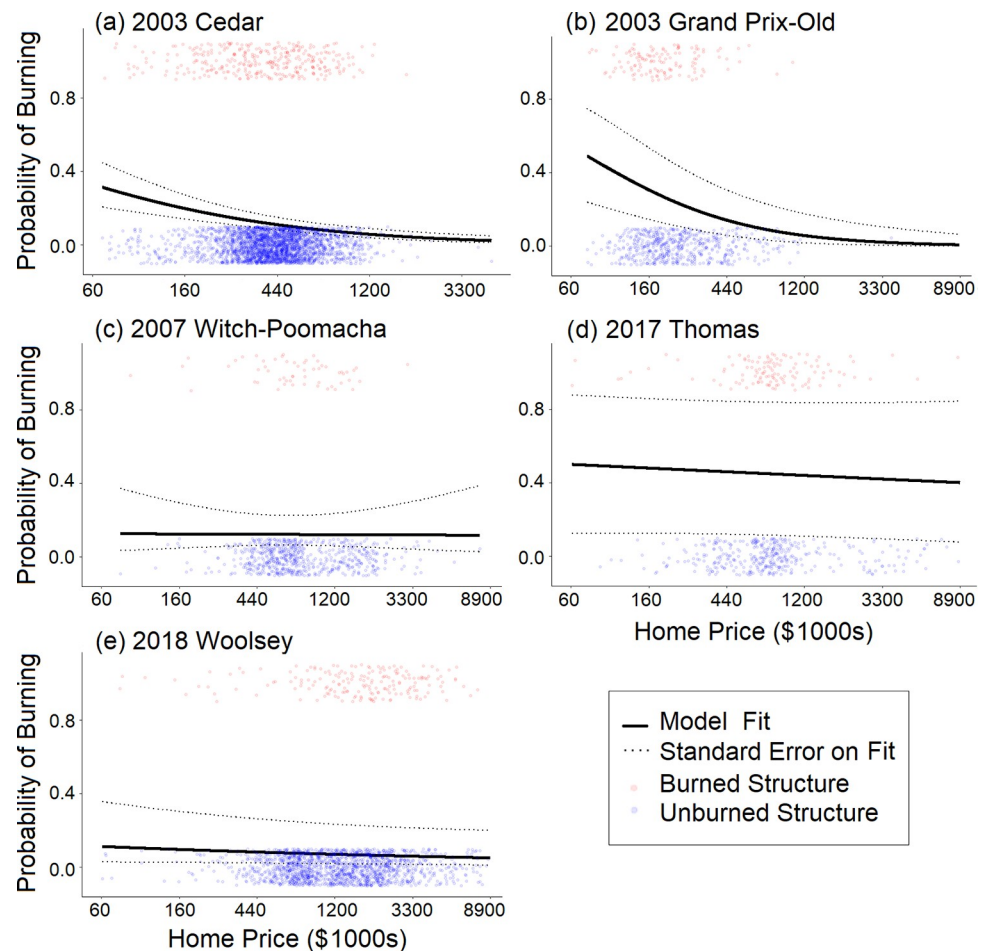 (a) 2003 Cedar
Probability of Burning
0.8
0.4
0.0
60 160 440 1200 3300
(b) 2003 Grand Prix-Old
0.8
0.4
0.0
60 160 440 1200 3300 8900
(c) 2007 Witch-Poomacha
Probability of Burning
0.8
0.4
0.0
60 160 440 1200 3300 8900
(d) 2017 Thomas
0.8
0.4
0.0
60 160 440 1200 3300 8900
Home Price ($1000s)
(e) 2018 Woolsey
Probability of Burning
0.8
0.4
0.0
60 160 440 1200 3300 8900
Home Price ($1000s)
Model Fit
Standard Error on Fit
Burned Structure
Unburned Structure